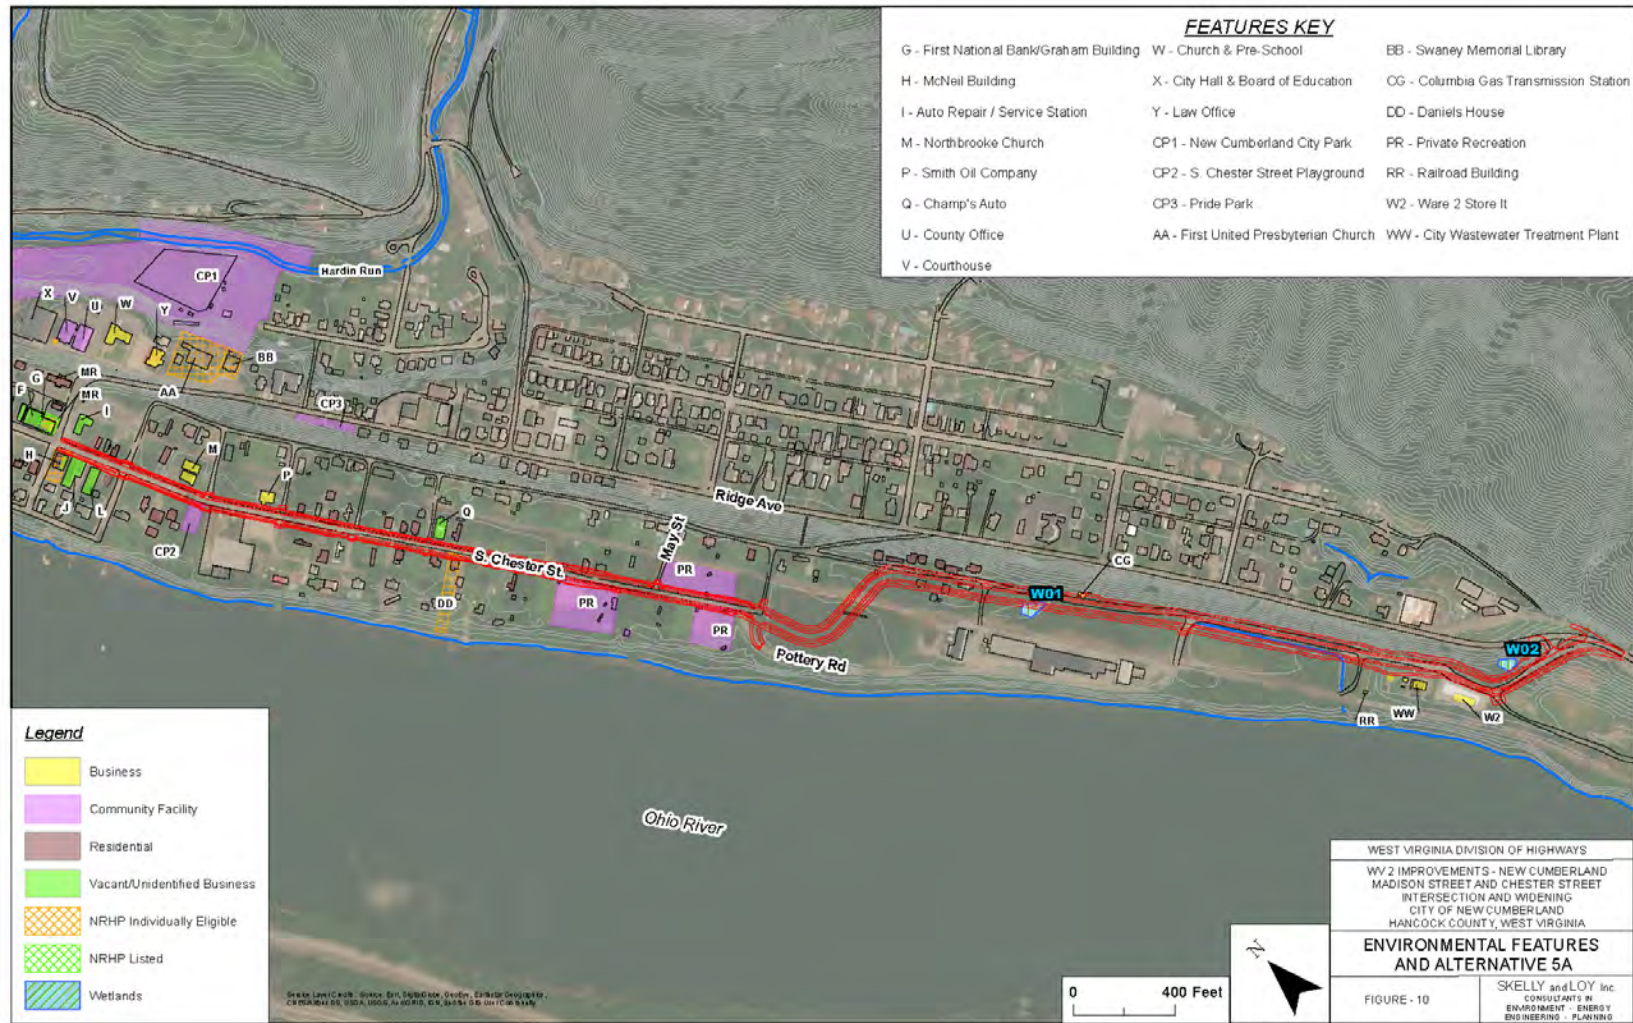 FEATURES KEY
G - First National Bank/Graham Building
W - Church & Pre-School
BB - Swaney Memorial Library
H - McNeil Building
X - City Hall & Board of Education
CG - Columbia Gas Transmission Station
I - Auto Repair / Service Station
Y - Law Office
DD - Daniels House
M - Northbrooke Church
CP1 - New Cumberland City Park
PR - Private Recreation
P - Smith Oil Company
CP2 - S. Chester Street Playground
RR - Railroad Building
Q - Champ's Auto
CP3 - Pride Park
W2 - Ware 2 Store It
U - County Office
AA - First United Presbyterian Church
WW - City Wastewater Treatment Plant
V - Courthouse
CP1
Hardin Run
X
V
U
W
Y
BB
MR
G
F
MR
AA
I
CP3
H
M
P
J
L
Q
CP2
Ridge Ave
May St
S. Chester St.
PR
CG
PR
DD
W01
PR
Pottery Rd
W02
RR
WW
W2
Ohio River
Legend
Business
Community Facility
Residential
Vacant/Unidentified Business
NRHP Individually Eligible
NRHP Listed
Wetlands
N
0
400 Feet
WEST VIRGINIA DIVISION OF HIGHWAYS
WV 2 IMPROVEMENTS - NEW CUMBERLAND
MADISON STREET AND CHESTER STREET
INTERSECTION AND WIDENING
CITY OF NEW CUMBERLAND
HANCOCK COUNTY, WEST VIRGINIA
ENVIRONMENTAL FEATURES
AND ALTERNATIVE 5A
FIGURE - 10
SKELLY and LOY Inc.
CONSULTANTS IN
ENVIRONMENT - ENERGY
ENGINEERING - PLANNING